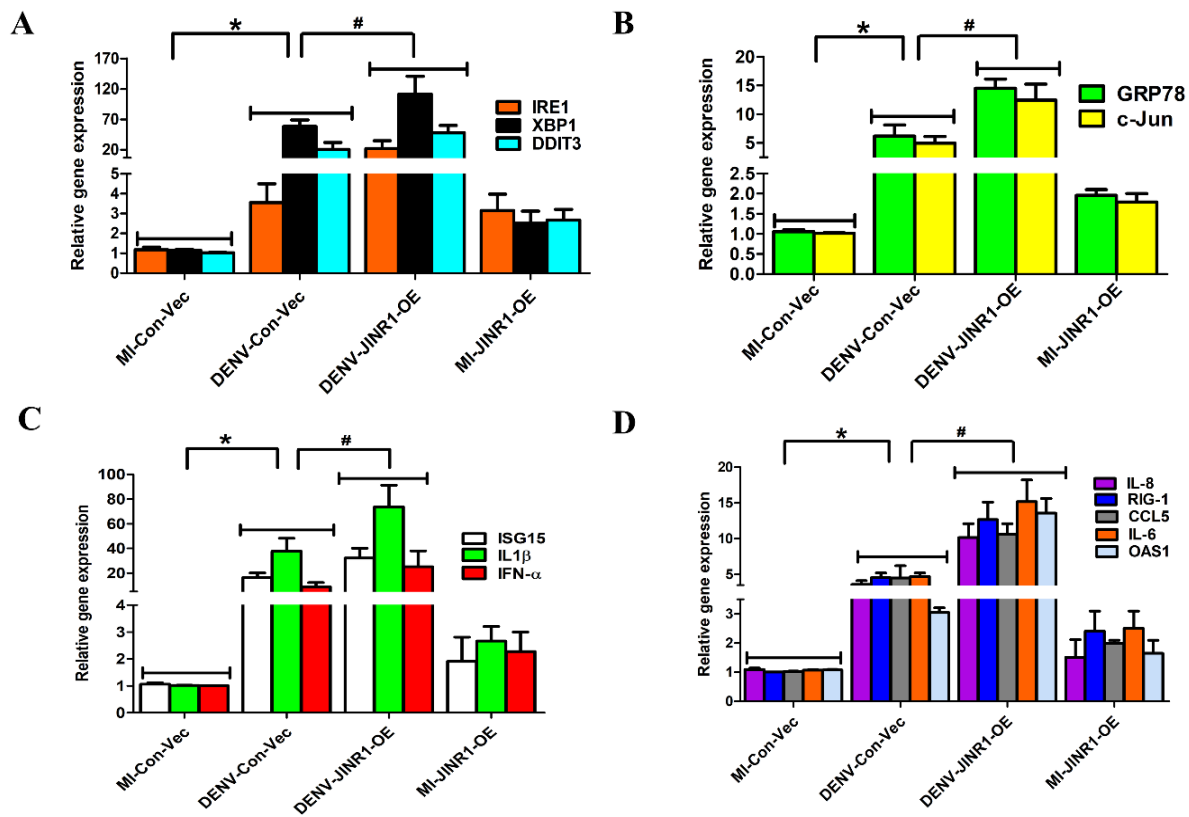 A
*
#
Relative gene expression
170
120
70
20
5
4
3
2
1
0
IRE1
XBP1
DDIT3
MI-Con-Vec
DENV-Con-Vec
DENV-JINR1-OE
MI-JINR1-OE
B
*
#
Relative gene expression
20
15
10
5
2.5
2.0
1.5
1.0
0.5
0.0
GRP78
c-Jun
MI-Con-Vec
DENV-Con-Vec
DENV-JINR1-OE
MI-JINR1-OE
C
*
#
Relative gene expression
100
80
60
40
20
4
3
2
1
0
ISG15
IL1β
IFN-α
MI-Con-Vec
DENV-Con-Vec
DENV-JINR1-OE
MI-JINR1-OE
D
*
#
Relative gene expression
20
15
10
5
3
2
1
0
IL-8
RIG-1
CCL5
IL-6
OAS1
MI-Con-Vec
DENV-Con-Vec
DENV-JINR1-OE
MI-JINR1-OE